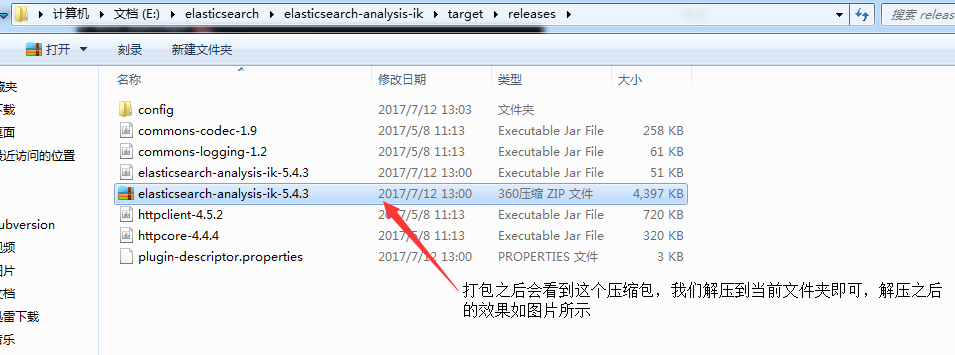 计算机 ▸ 文档 (E:) ▸ elasticsearch ▸ elasticsearch-analysis-ik ▸ target ▸ releases ▸
搜索 releas
打开 刻录 新建文件夹
名称 修改日期 类型 大小
config 2017/7/12 13:03 文件夹
commons-codec-1.9 2017/5/8 11:13 Executable Jar File 258 KB
commons-logging-1.2 2017/5/8 11:13 Executable Jar File 61 KB
elasticsearch-analysis-ik-5.4.3 2017/7/12 13:00 Executable Jar File 51 KB
elasticsearch-analysis-ik-5.4.3 2017/7/12 13:00 360压缩 ZIP 文件 4,397 KB
httpclient-4.5.2 2017/5/8 11:13 Executable Jar File 720 KB
httpcore-4.4.4 2017/5/8 11:13 Executable Jar File 320 KB
plugin-descriptor.properties 2017/7/12 13:00 PROPERTIES 文件 3 KB
藏夹
下载
桌面
最近访问的位置
ubversion
视频
图片
文档
迅雷下载
音乐
打包之后会看到这个压缩包，我们解压到当前文件夹即可，解压之后
的效果如图片所示